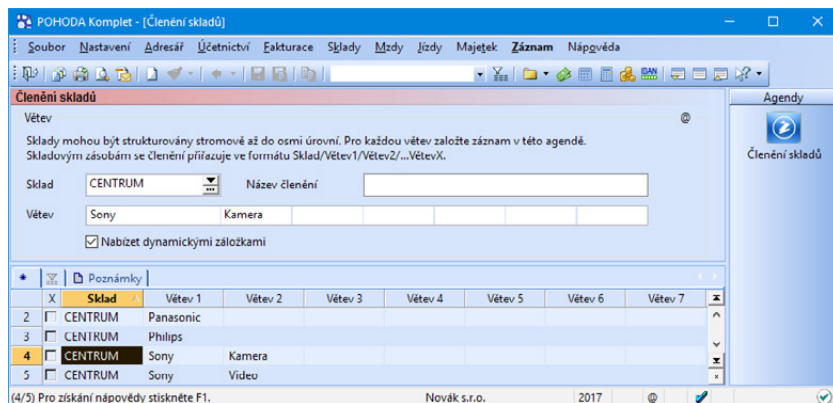 POHODA Komplet - [Členění skladů]
Soubor Nastavení Adresář Účetnictví Fakturace Sklady Mzdy Jízdy Majetek Záznam Nápověda
Členění skladů
Agendy
Větev @
Sklady mohou být strukturovány stromově až do osmi úrovní. Pro každou větev založte záznam v této agendě.
Skladovým zásobám se členění přiřazuje ve formátu Sklad/Větev1/Větev2/...VětevX.
Členění skladů
Sklad CENTRUM Název členění
Větev Sony Kamera
Nabízet dynamickými záložkami
* Poznámky
X Sklad Větev 1 Větev 2 Větev 3 Větev 4 Větev 5 Větev 6 Větev 7
2 CENTRUM Panasonic
3 CENTRUM Philips
4 CENTRUM Sony Kamera
5 CENTRUM Sony Video
(4/5) Pro získání nápovědy stiskněte F1. Novák s.r.o. 2017 @